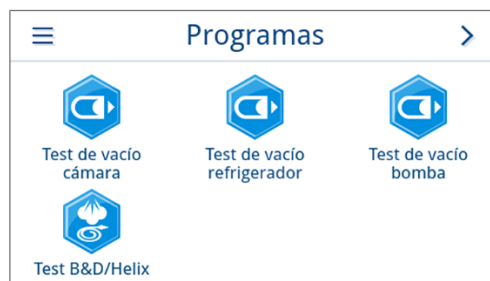 Programas
Test de vacío
cámara
Test de vacío
refrigerador
Test de vacío
bomba
Test B&D/Helix